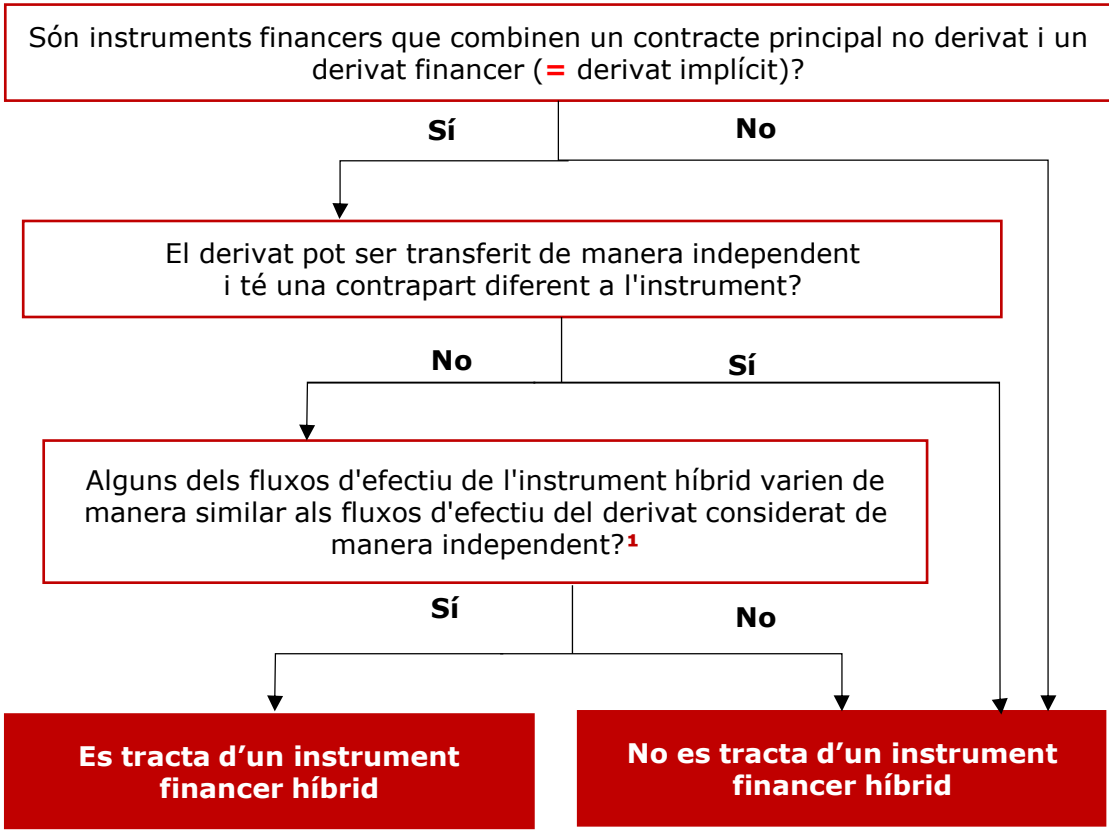 Són instruments financers que combinen un contracte principal no derivat i un
derivat financer (= derivat implícit)?
Sí
No
El derivat pot ser transferit de manera independent
i té una contrapart diferent a l'instrument?
No
Sí
Alguns dels fluxos d'efectiu de l'instrument híbrid varien de
manera similar als fluxos d'efectiu del derivat considerat de
manera independent?¹
Sí
No
Es tracta d’un instrument
financer híbrid
No es tracta d’un instrument
financer híbrid